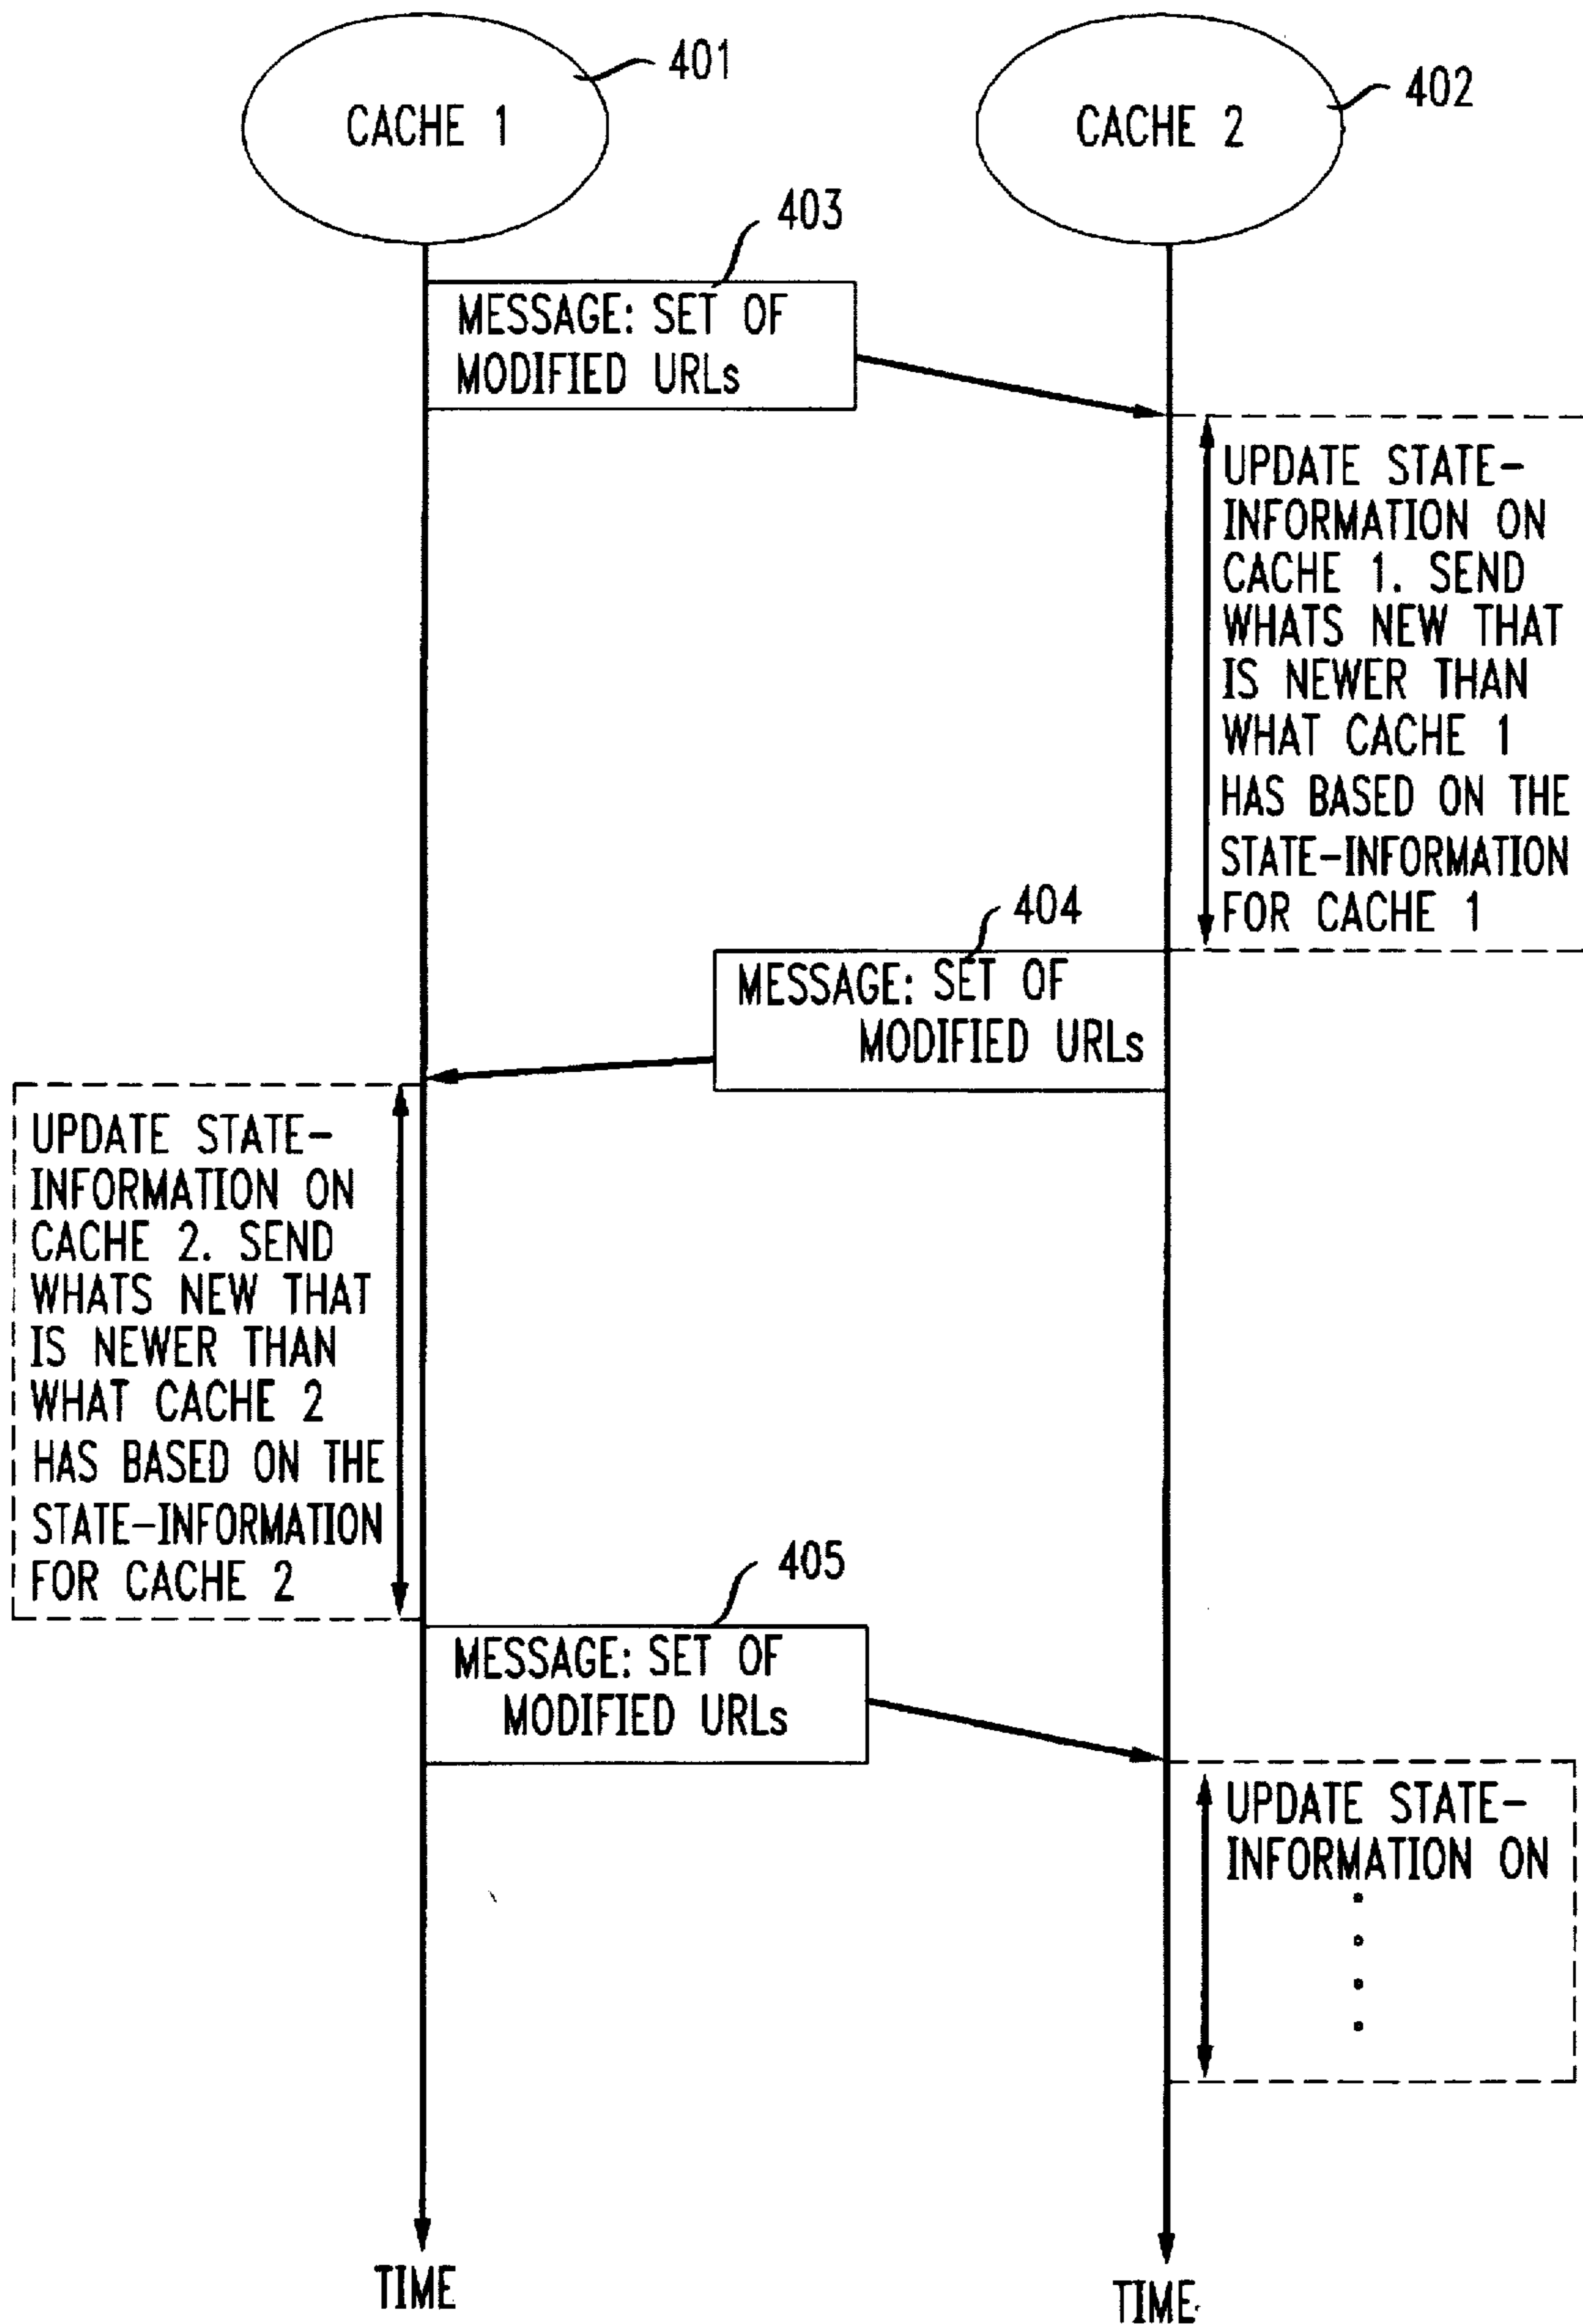 401
402
CACHE 1
CACHE 2
403
MESSAGE: SET OF
MODIFIED URLs
UPDATE STATE-
INFORMATION ON
CACHE 1. SEND
WHATS NEW THAT
IS NEWER THAN
WHAT CACHE 1
HAS BASED ON THE
STATE-INFORMATION
FOR CACHE 1
404
MESSAGE: SET OF
MODIFIED URLs
UPDATE STATE-
INFORMATION ON
CACHE 2. SEND
WHATS NEW THAT
IS NEWER THAN
WHAT CACHE 2
HAS BASED ON THE
STATE-INFORMATION
FOR CACHE 2
405
MESSAGE: SET OF
MODIFIED URLs
UPDATE STATE-
INFORMATION ON
TIME
TIME